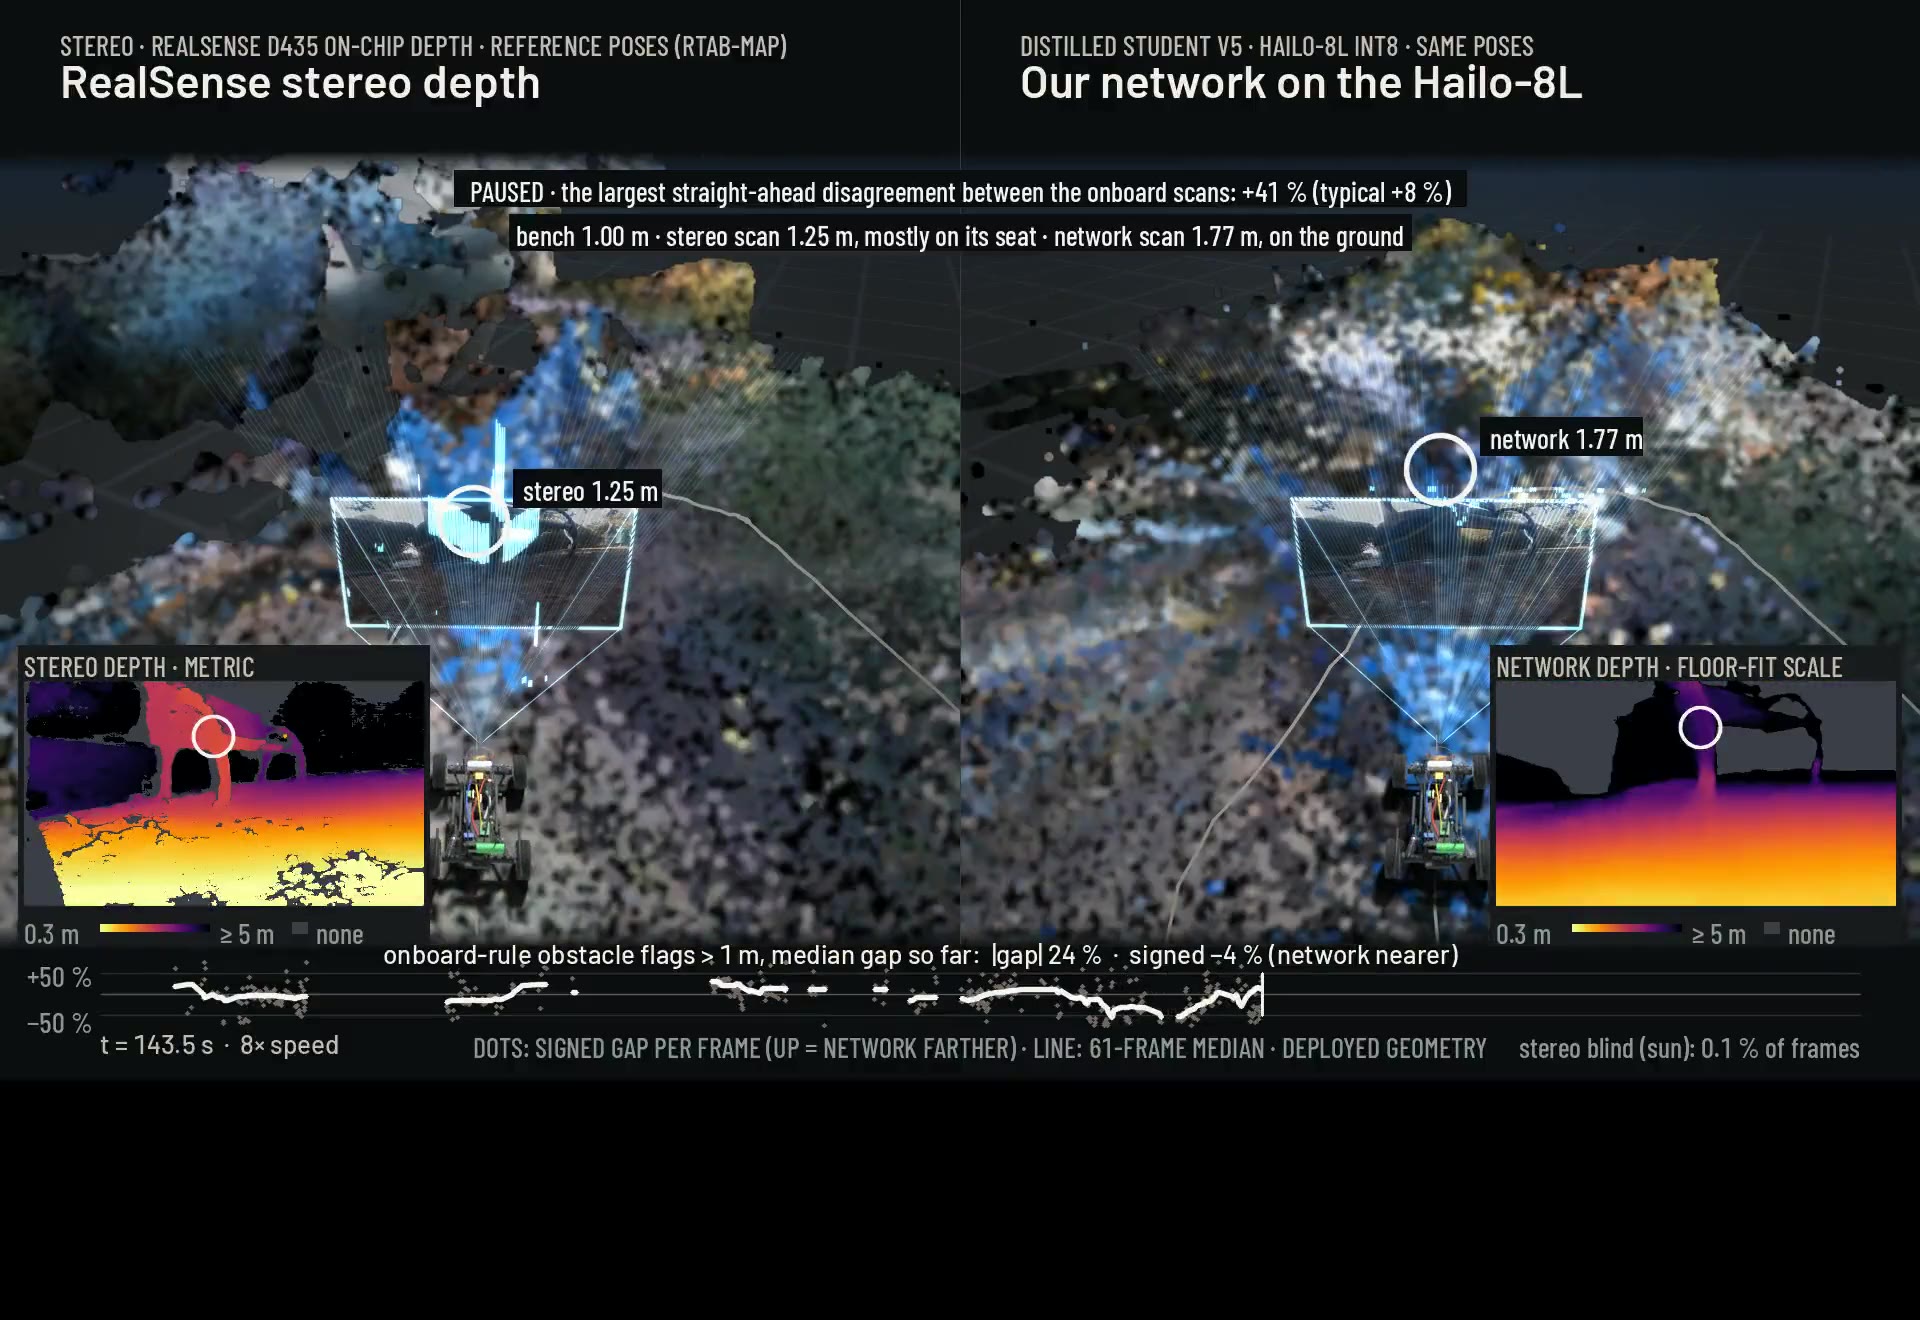 STEREO · REALSENSE D435 ON-CHIP DEPTH · REFERENCE POSES (RTAB-MAP)
RealSense stereo depth
DISTILLED STUDENT V5 · HAILO-8L INT8 · SAME POSES
Our network on the Hailo-8L
PAUSED · the largest straight-ahead disagreement between the onboard scans: +41 % (typical +8 %)
bench 1.00 m · stereo scan 1.25 m, mostly on its seat · network scan 1.77 m, on the ground
network 1.77 m
stereo 1.25 m
STEREO DEPTH · METRIC
0.3 m ≥ 5 m none
NETWORK DEPTH · FLOOR-FIT SCALE
0.3 m ≥ 5 m none
onboard-rule obstacle flags > 1 m, median gap so far: |gap| 24 % · signed −4 % (network nearer)
+50 %
−50 %
t = 143.5 s · 8× speed
DOTS: SIGNED GAP PER FRAME (UP = NETWORK FARTHER) · LINE: 61-FRAME MEDIAN · DEPLOYED GEOMETRY
stereo blind (sun): 0.1 % of frames